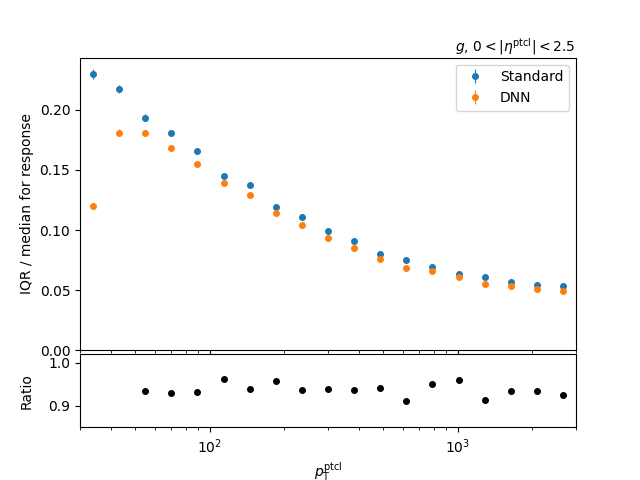 g, 0 < |η^ptcl| < 2.5
Standard
DNN
IQR / median for response
0.20
0.15
0.10
0.05
0.00
Ratio
1.0
0.9
10^2
10^3
p_T^ptcl